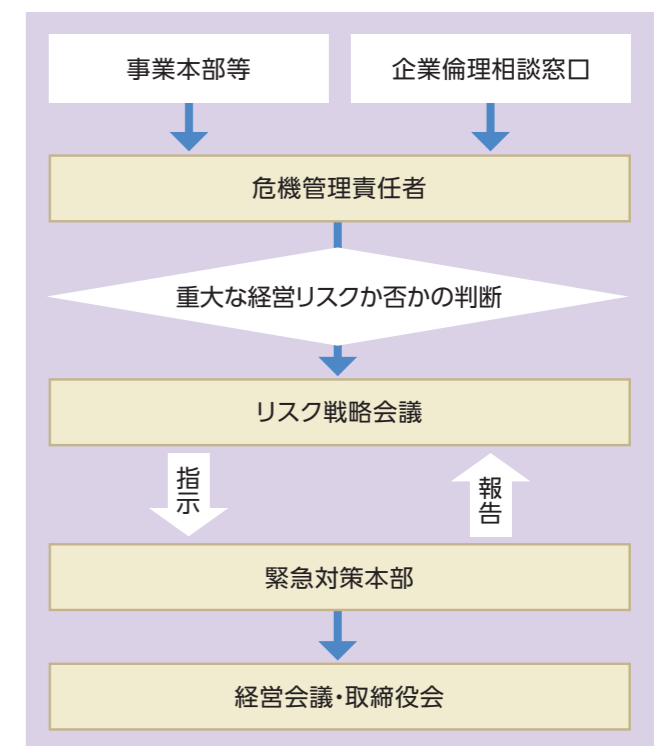 事業本部等
企業倫理相談窓口
危機管理責任者
重大な経営リスクか否かの判断
リスク戦略会議
指示
報告
緊急対策本部
経営会議・取締役会